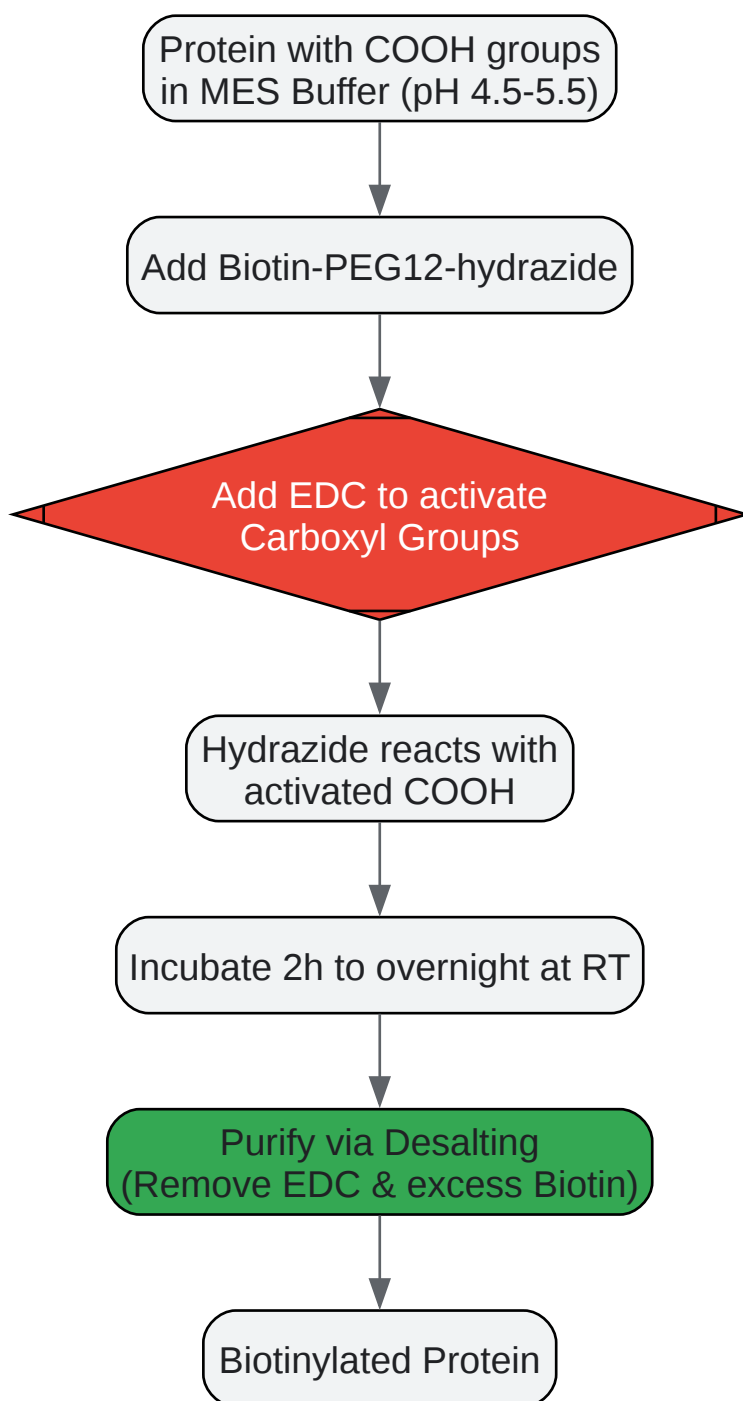 Protein with COOH groups
in MES Buffer (pH 4.5-5.5)
Add Biotin-PEG12-hydrazide
Add EDC to activate
Carboxyl Groups
Hydrazide reacts with
activated COOH
Incubate 2h to overnight at RT
Purify via Desalting
(Remove EDC & excess Biotin)
Biotinylated Protein